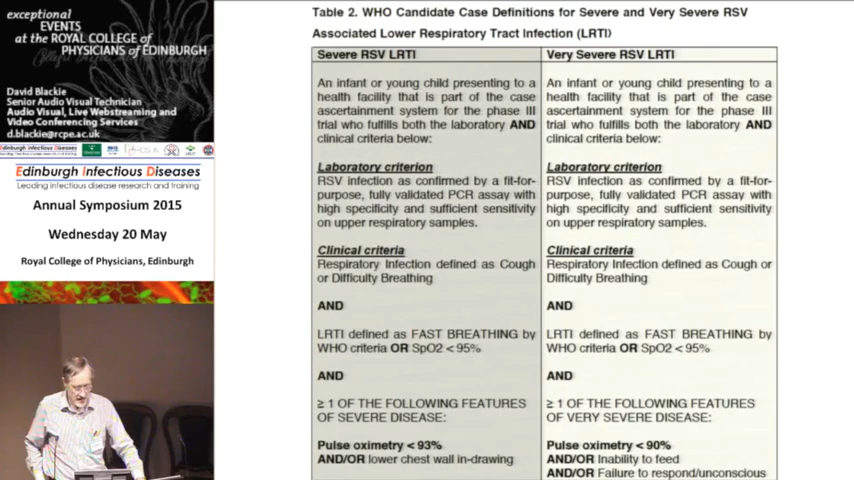 exceptional
EVENTS
at the ROYAL COLLEGE of
PHYSICIANS of EDINBURGH
David Blackie
Senior Audio Visual Technician
Audio Visual, Live Webstreaming and
Video Conferencing Services
d.blackie@rcpe.ac.uk
Edinburgh Infectious Diseases
Leading infectious disease research and training
Annual Symposium 2015
Wednesday 20 May
Royal College of Physicians, Edinburgh
Table 2. WHO Candidate Case Definitions for Severe and Very Severe RSV
Associated Lower Respiratory Tract Infection (LRTI)
Severe RSV LRTI
An infant or young child presenting to a
health facility that is part of the case
ascertainment system for the phase III
trial who fulfills both the laboratory AND
clinical criteria below:
Laboratory criterion
RSV infection as confirmed by a fit-for-
purpose, fully validated PCR assay with
high specificity and sufficient sensitivity
on upper respiratory samples.
Clinical criteria
Respiratory Infection defined as Cough
or Difficulty Breathing
AND
LRTI defined as FAST BREATHING by
WHO criteria OR SpO2 < 95%
AND
≥ 1 OF THE FOLLOWING FEATURES
OF SEVERE DISEASE:
Pulse oximetry < 93%
AND/OR lower chest wall in-drawing
Very Severe RSV LRTI
An infant or young child presenting to a
health facility that is part of the case
ascertainment system for the phase III
trial who fulfills both the laboratory AND
clinical criteria below:
Laboratory criterion
RSV infection as confirmed by a fit-for-
purpose, fully validated PCR assay with
high specificity and sufficient sensitivity
on upper respiratory samples.
Clinical criteria
Respiratory Infection defined as Cough or
Difficulty Breathing
AND
LRTI defined as FAST BREATHING by
WHO criteria OR SpO2 < 95%
AND
≥ 1 OF THE FOLLOWING FEATURES
OF VERY SEVERE DISEASE:
Pulse oximetry < 90%
AND/OR Inability to feed
AND/OR Failure to respond/unconscious